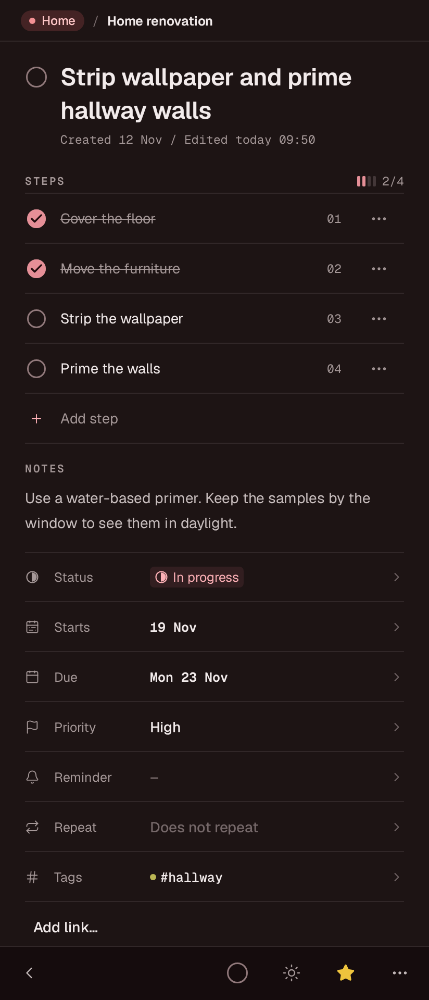 Home / Home renovation
Strip wallpaper and prime
hallway walls
Created 12 Nov / Edited today 09:50
STEPS 2/4
Cover the floor 01
Move the furniture 02
Strip the wallpaper 03
Prime the walls 04
Add step
NOTES
Use a water-based primer. Keep the samples by the
window to see them in daylight.
Status In progress
Starts 19 Nov
Due Mon 23 Nov
Priority High
Reminder –
Repeat Does not repeat
Tags #hallway
Add link…